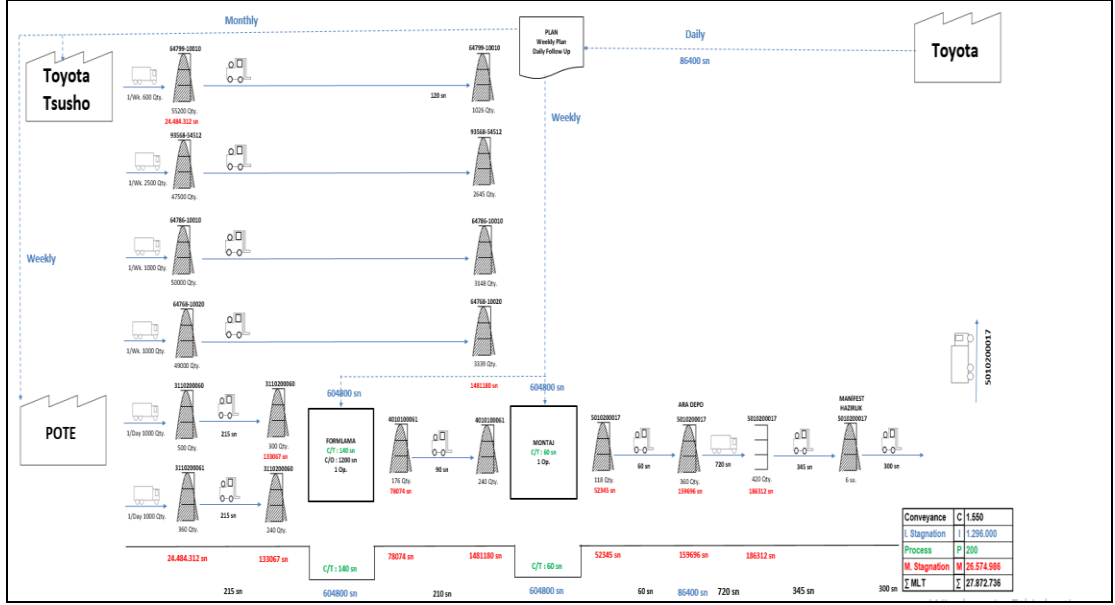 Monthly
PLAN
Weekly Plan
Daily Follow Up
Daily
86400 sn
Toyota
Toyota
Tsusho
Weekly
Weekly
POTE
1/Wk. 600 Qty.
64799-10010
55200 Qty.
24.484.312 sn
120 sn
64799-10010
1026 Qty.
1/Wk. 2500 Qty.
93568-54512
47500 Qty.
93568-54512
2645 Qty.
1/Wk. 1000 Qty.
64786-10010
50000 Qty.
64786-10010
3148 Qty.
1/Wk. 1000 Qty.
64768-10020
49000 Qty.
64768-10020
3339 Qty.
1481180 sn
604800 sn
604800 sn
1/Day 1000 Qty.
3110200060
500 Qty.
215 sn
3110200060
300 Qty.
133067 sn
1/Day 1000 Qty.
3110200061
360 Qty.
215 sn
3110200060
240 Qty.
FORMLAMA
C/T : 140 sn
C/O : 1200 sn
1 Op.
4010100061
176 Qty.
78074 sn
90 sn
4010100061
240 Qty.
MONTAJ
C/T : 60 sn
1 Op.
5010200017
118 Qty.
52345 sn
60 sn
ARA DEPO
5010200017
360 Qty.
159696 sn
720 sn
5010200017
420 Qty.
186312 sn
345 sn
MANİFEST
HAZIRLIK
5010200017
6 sa.
300 sn
5010200017
24.484.312 sn
133067 sn
C/T : 140 sn
78074 sn
1481180 sn
C/T : 60 sn
52345 sn
159696 sn
186312 sn
215 sn
604800 sn
210 sn
604800 sn
60 sn
86400 sn
720 sn
345 sn
300 sn
Conveyance C 1.550
I. Stagnation I 1.296.000
Process P 200
M. Stagnation M 26.574.986
∑ MLT ∑ 27.872.736